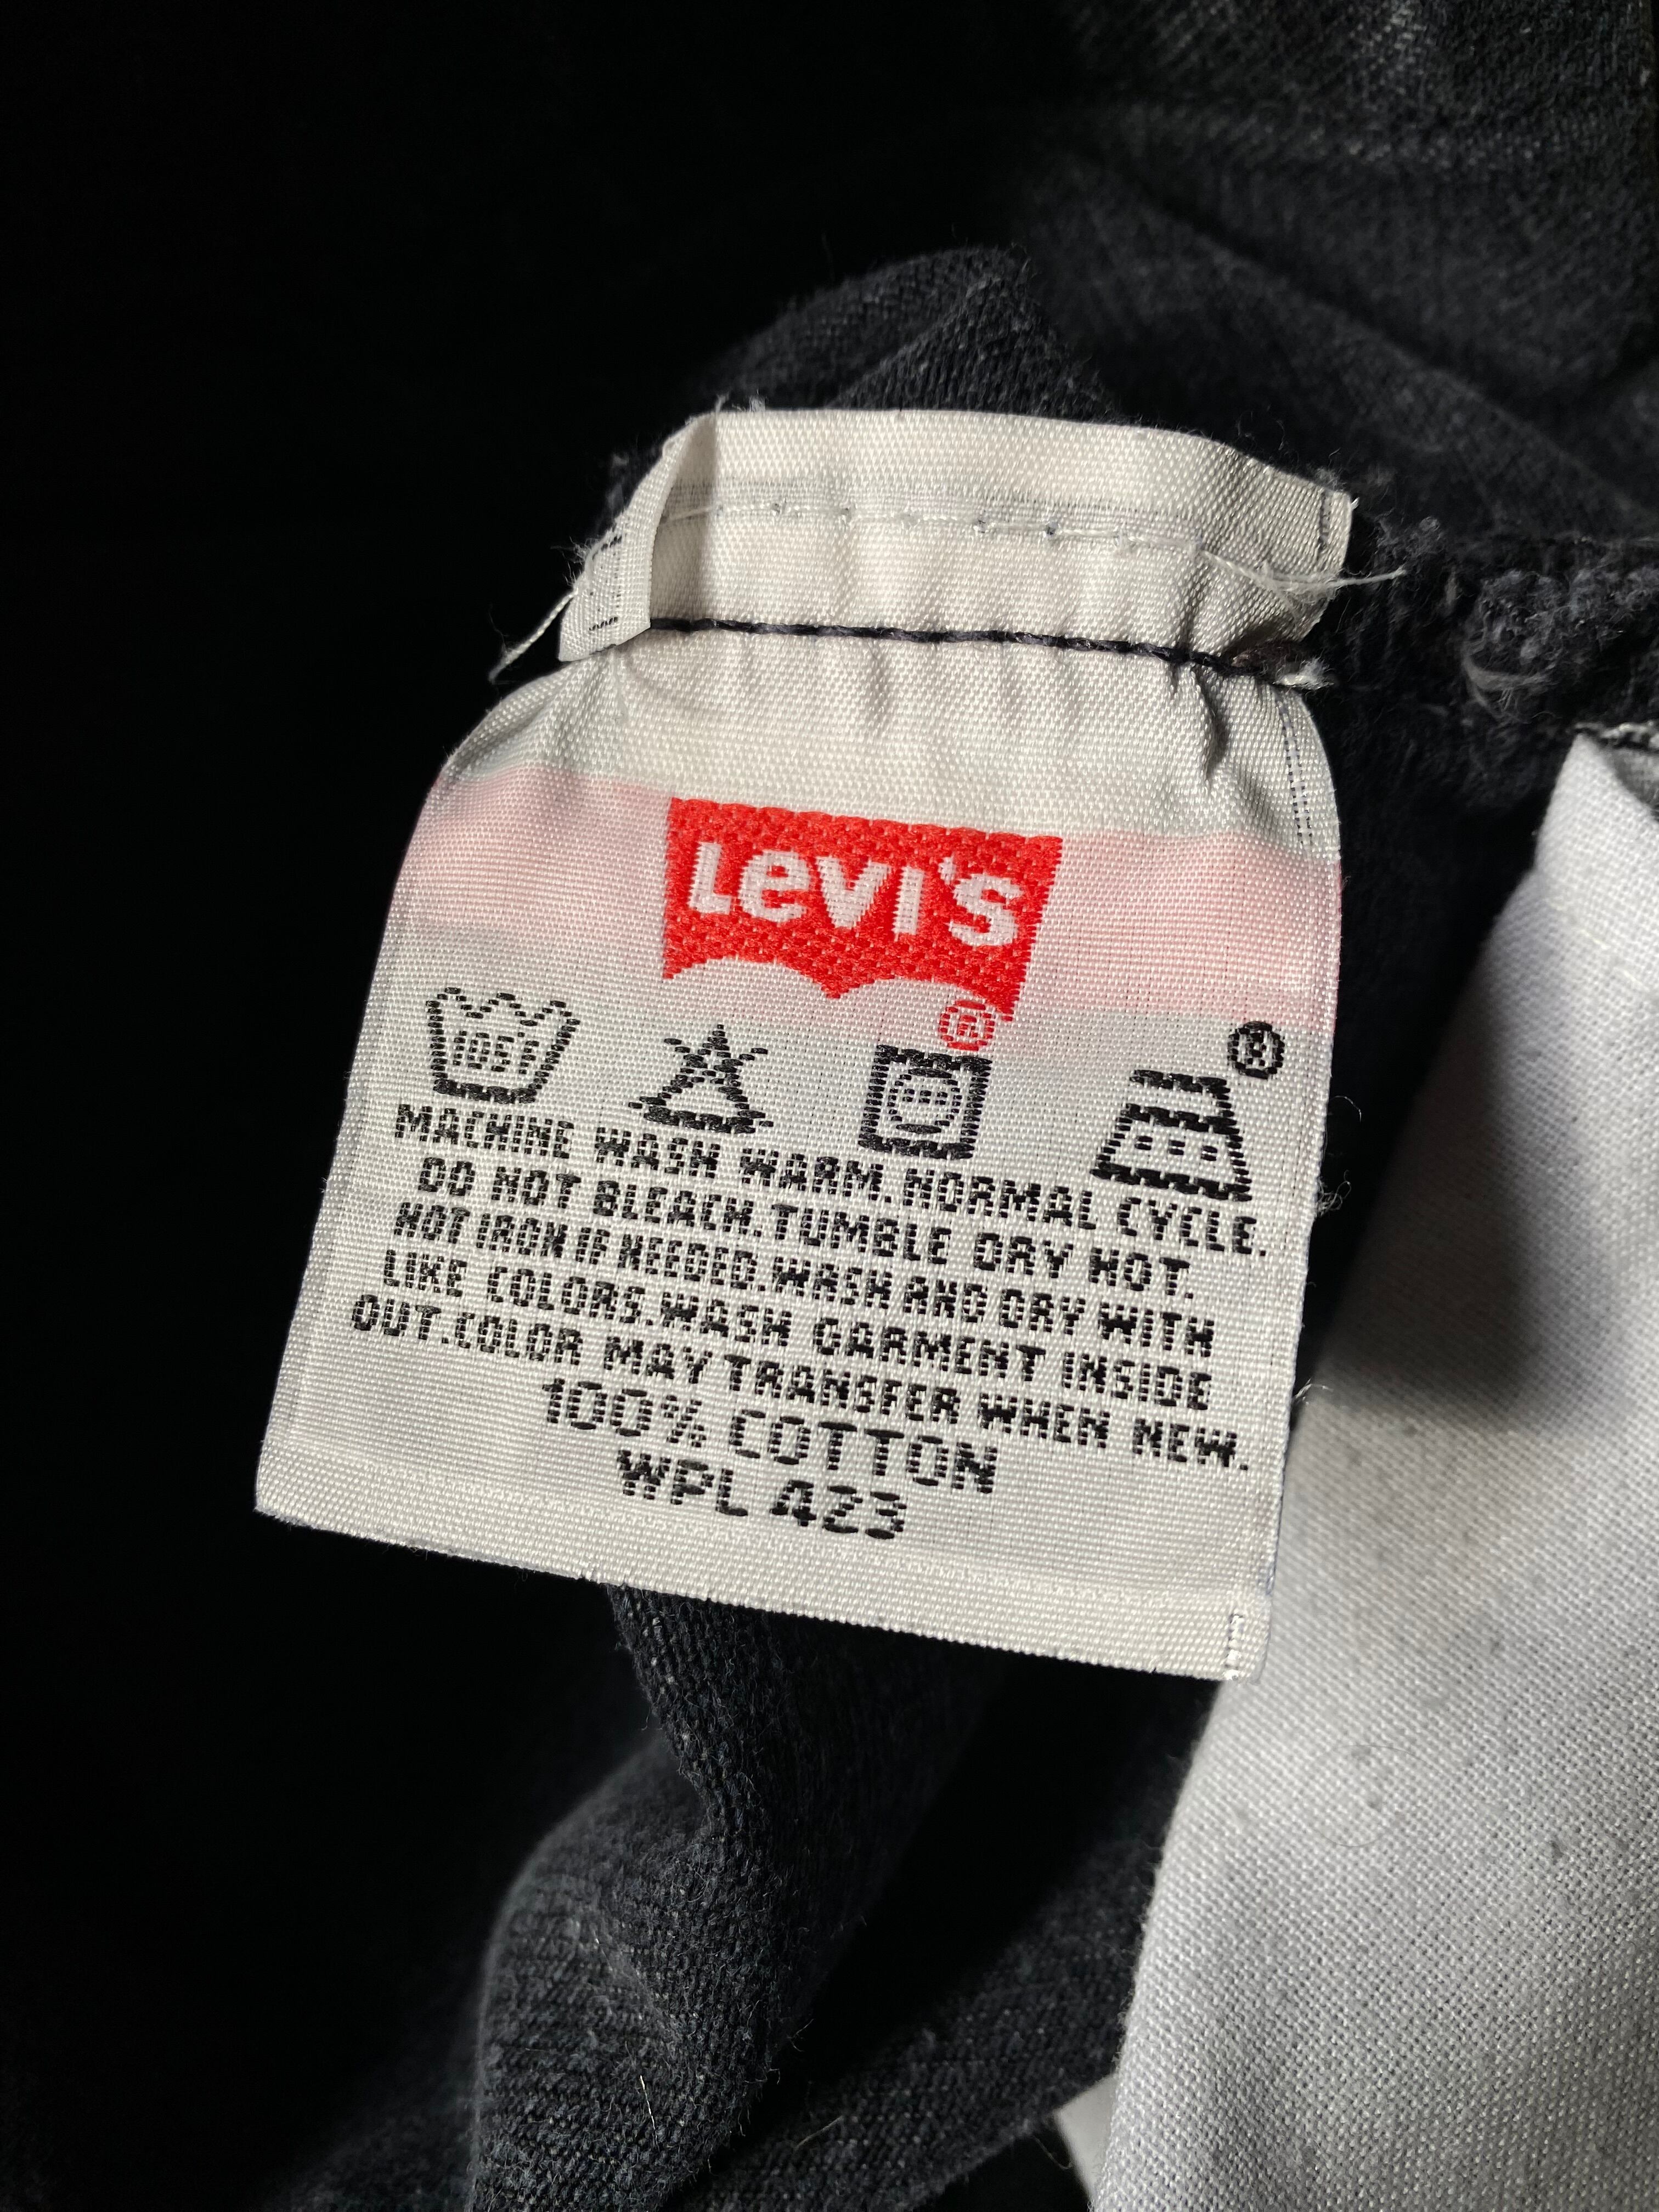 Levi's
®
105F
®
MACHINE WASH WARM. NORMAL CYCLE.
DO NOT BLEACH. TUMBLE DRY HOT.
HOT IRON IF NEEDED. WASH AND DRY WITH
LIKE COLORS. WASH GARMENT INSIDE
OUT. COLOR MAY TRANSFER WHEN NEW.
100% COTTON
WPL 423